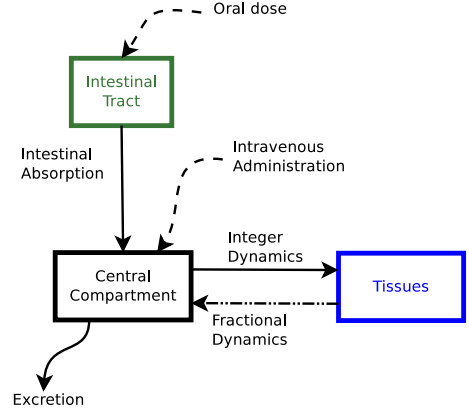 Oral dose
Intestinal
Tract
Intestinal
Absorption
Intravenous
Administration
Integer
Dynamics
Central
Compartment
Tissues
Fractional
Dynamics
Excretion